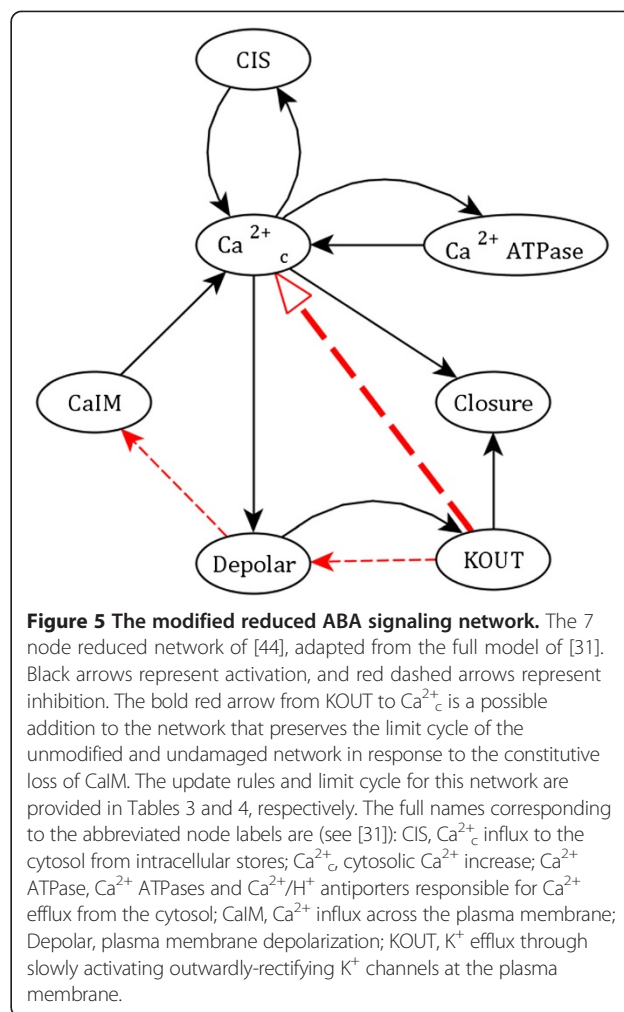 CIS
Ca 2+ c
Ca 2+ ATPase
CaIM
Closure
Depolar
KOUT
Figure 5 The modified reduced ABA signaling network. The 7
node reduced network of [44], adapted from the full model of [31].
Black arrows represent activation, and red dashed arrows represent
inhibition. The bold red arrow from KOUT to Ca2+c is a possible
addition to the network that preserves the limit cycle of the
unmodified and undamaged network in response to the constitutive
loss of CaIM. The update rules and limit cycle for this network are
provided in Tables 3 and 4, respectively. The full names corresponding
to the abbreviated node labels are (see [31]): CIS, Ca2+c influx to the
cytosol from intracellular stores; Ca2+c, cytosolic Ca2+ increase; Ca2+
ATPase, Ca2+ ATPases and Ca2+/H+ antiporters responsible for Ca2+
efflux from the cytosol; CaIM, Ca2+ influx across the plasma membrane;
Depolar, plasma membrane depolarization; KOUT, K+ efflux through
slowly activating outwardly-rectifying K+ channels at the plasma
membrane.